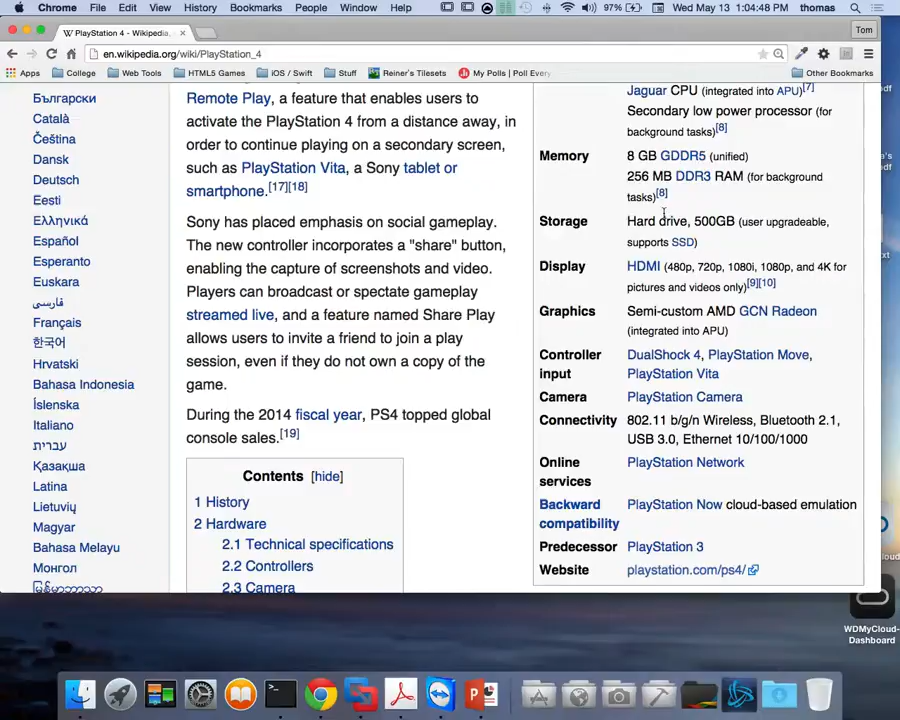 Chrome File Edit View History Bookmarks People Window Help 97% Wed May 13 1:04:48 PM thomas
PlayStation 4 - Wikipedia, Tom
en.wikipedia.org/wiki/PlayStation_4
Apps College Web Tools HTML5 Games iOS / Swift Stuff Reiner's Tilesets My Polls | Poll Every Other Bookmarks
Български
Català
Čeština
Dansk
Deutsch
Eesti
Ελληνικά
Español
Esperanto
Euskara
فارسی
Français
한국어
Hrvatski
Bahasa Indonesia
Íslenska
Italiano
עברית
Қазақша
Latina
Lietuvių
Magyar
Bahasa Melayu
Монгол
Remote Play, a feature that enables users to
activate the PlayStation 4 from a distance away, in
order to continue playing on a secondary screen,
such as PlayStation Vita, a Sony tablet or
smartphone.[17][18]
Sony has placed emphasis on social gameplay.
The new controller incorporates a "share" button,
enabling the capture of screenshots and video.
Players can broadcast or spectate gameplay
streamed live, and a feature named Share Play
allows users to invite a friend to join a play
session, even if they do not own a copy of the
game.
During the 2014 fiscal year, PS4 topped global
console sales.[19]
Contents [hide]
1 History
2 Hardware
2.1 Technical specifications
2.2 Controllers
2.3 Camera
Jaguar CPU (integrated into APU)[7]
Secondary low power processor (for
background tasks)[8]
Memory 8 GB GDDR5 (unified)
256 MB DDR3 RAM (for background
tasks)[8]
Storage Hard drive, 500GB (user upgradeable,
supports SSD)
Display HDMI (480p, 720p, 1080i, 1080p, and 4K for
pictures and videos only)[9][10]
Graphics Semi-custom AMD GCN Radeon
(integrated into APU)
Controller input DualShock 4, PlayStation Move,
PlayStation Vita
Camera PlayStation Camera
Connectivity 802.11 b/g/n Wireless, Bluetooth 2.1,
USB 3.0, Ethernet 10/100/1000
Online services PlayStation Network
Backward compatibility PlayStation Now cloud-based emulation
Predecessor PlayStation 3
Website playstation.com/ps4/
WDMyCloud-
Dashboard